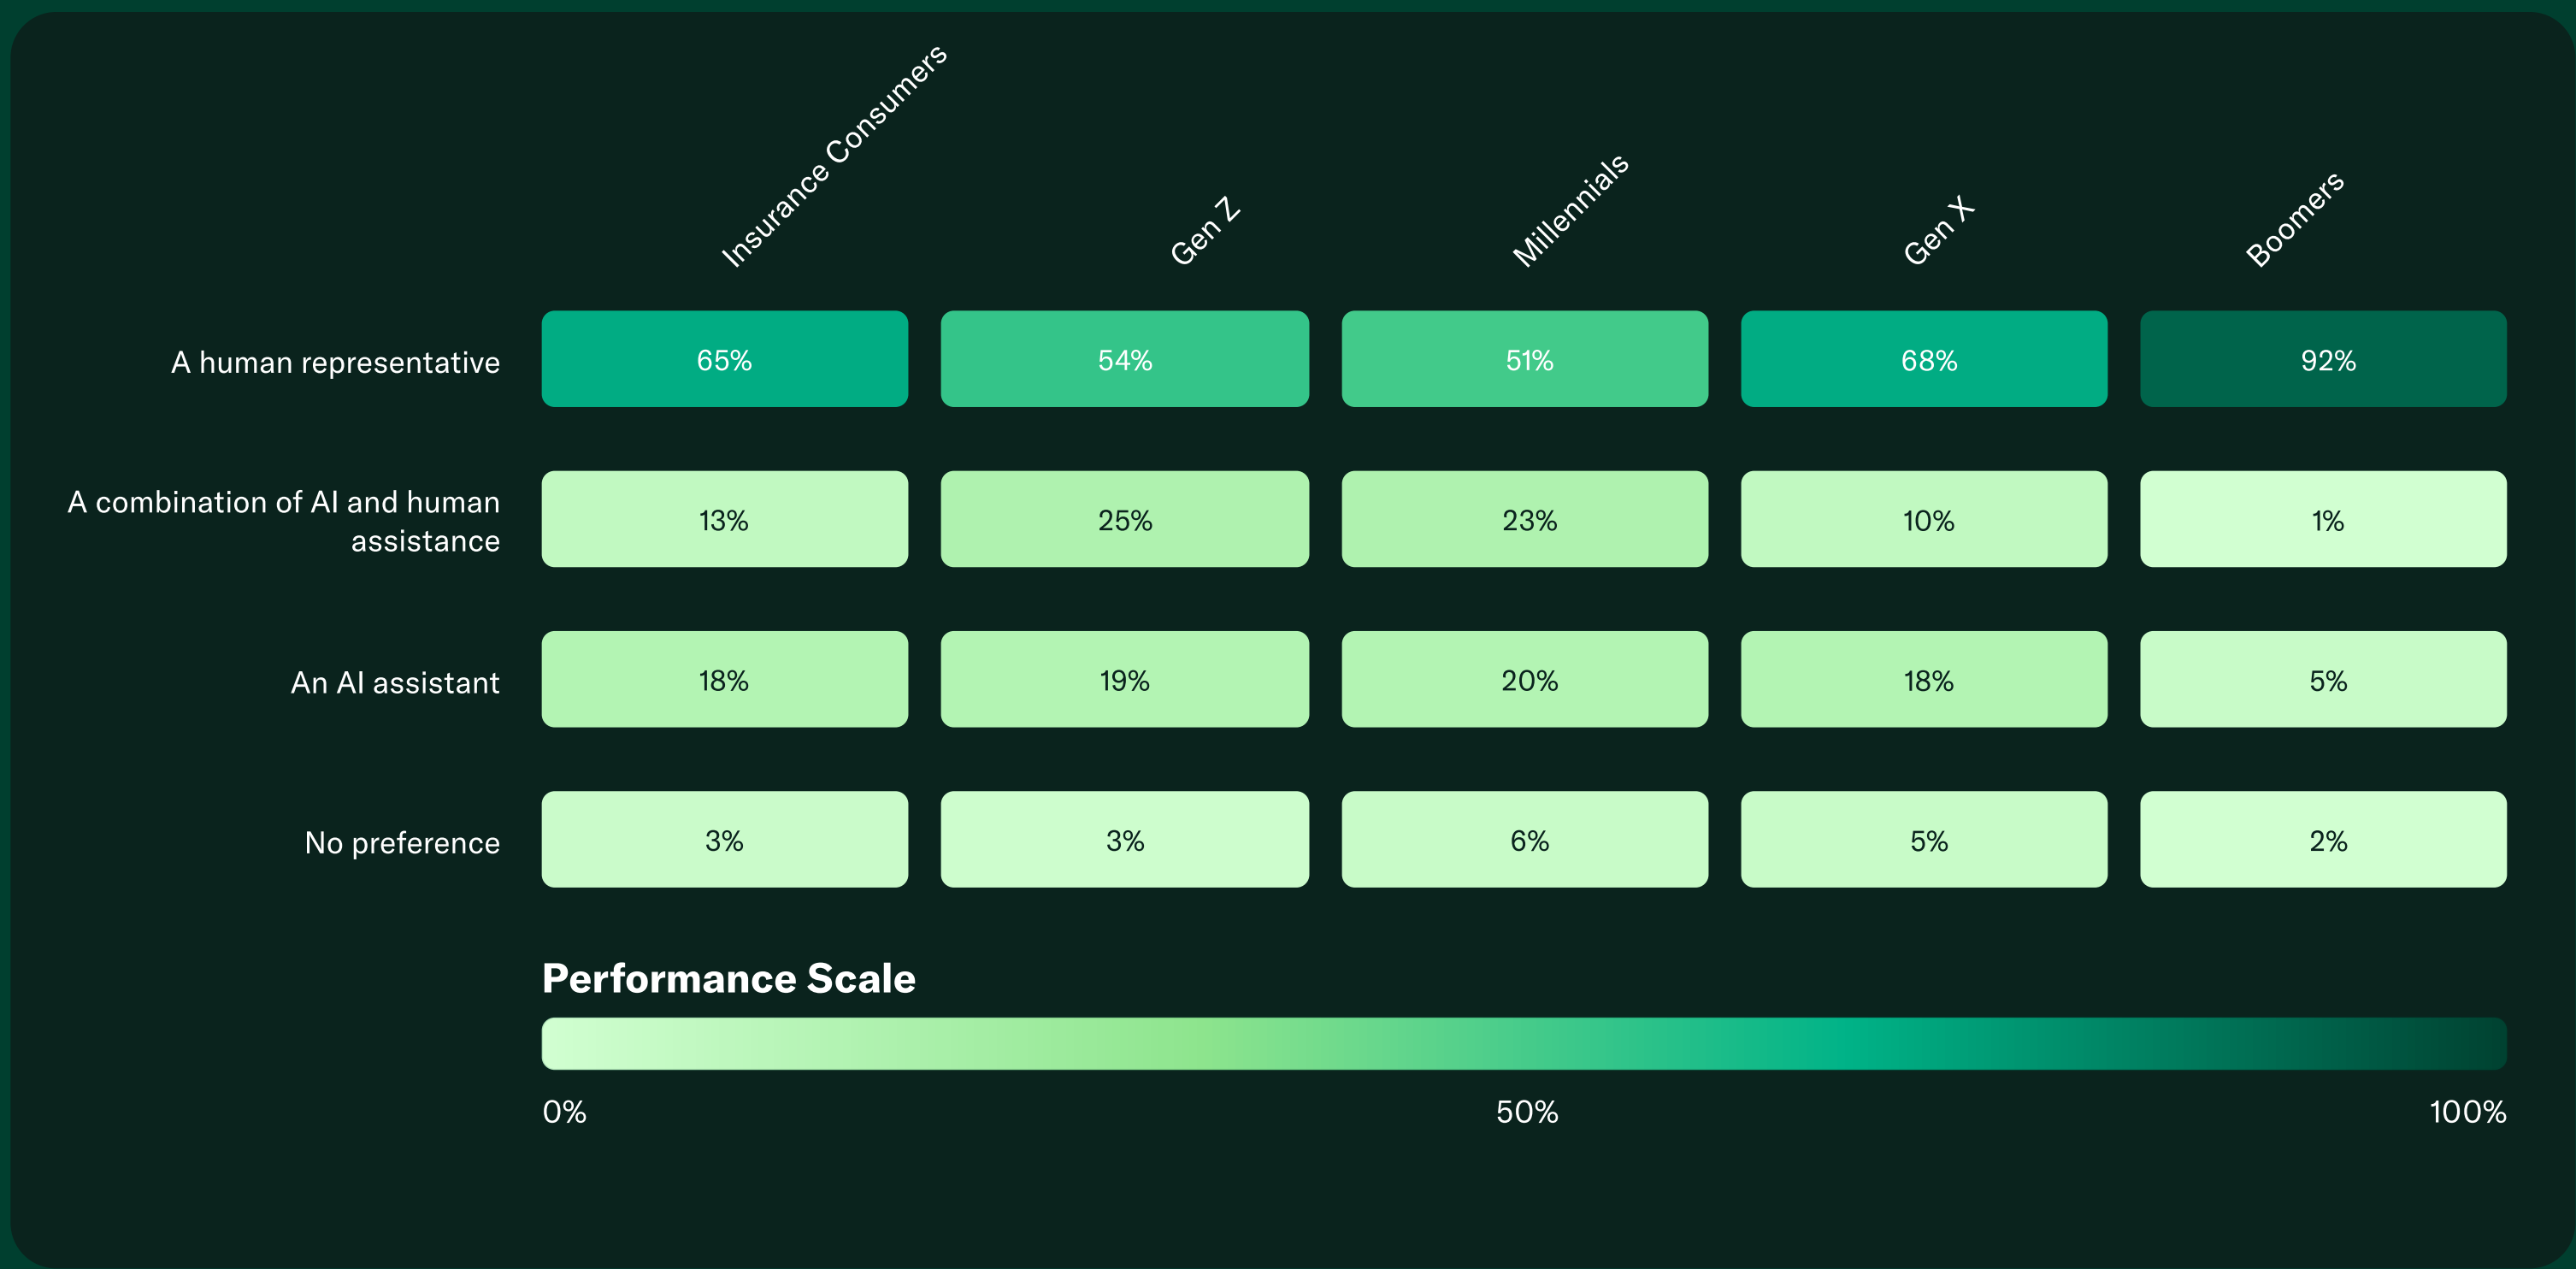 Insurance Consumers
Gen Z
Millennials
Gen X
Boomers
A human representative
65%
54%
51%
68%
92%
A combination of AI and human
assistance
13%
25%
23%
10%
1%
An AI assistant
18%
19%
20%
18%
5%
No preference
3%
3%
6%
5%
2%
Performance Scale
0%
50%
100%